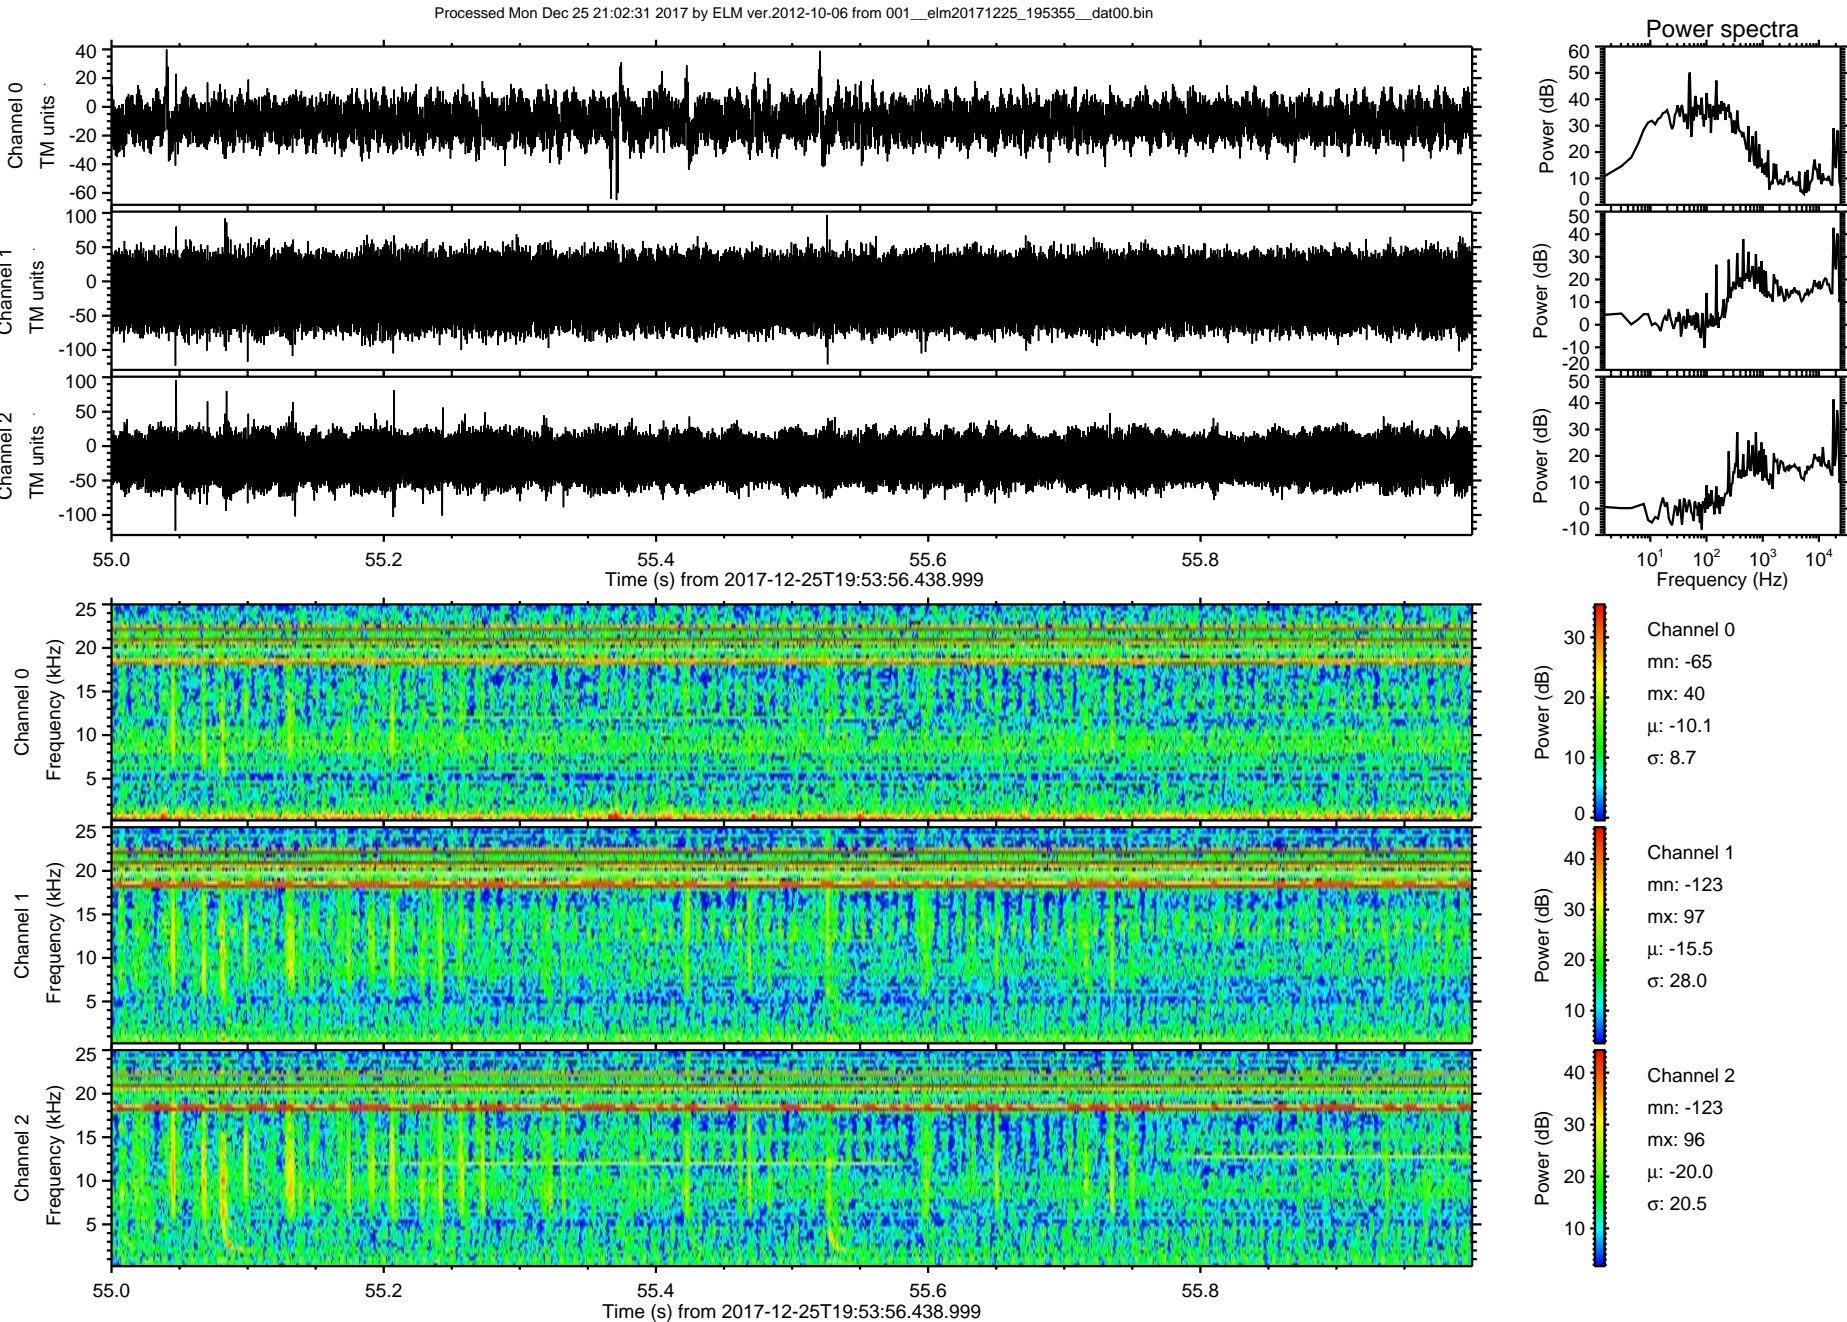 Processed Mon Dec 25 21:02:31 2017 by ELM ver.2012-10-06 from 001__elm20171225_195355__dat00.bin
Power spectra
Channel 0
TM units
40
20
0
-20
-40
-60
Power (dB)
60
50
40
30
20
10
0
Channel 1
TM units
100
50
0
-50
-100
Power (dB)
50
40
30
20
10
0
-10
-20
Channel 2
TM units
100
50
0
-50
-100
Power (dB)
50
40
30
20
10
0
-10
55.0 55.2 55.4 55.6 55.8
Time (s) from 2017-12-25T19:53:56.438.999
10^1 10^2 10^3 10^4
Frequency (Hz)
Channel 0
Frequency (kHz)
25
20
15
10
5
Power (dB)
30
20
10
0
Channel 0
mn: -65
mx: 40
μ: -10.1
σ: 8.7
Channel 1
Frequency (kHz)
25
20
15
10
5
Power (dB)
40
30
20
10
Channel 1
mn: -123
mx: 97
μ: -15.5
σ: 28.0
Channel 2
Frequency (kHz)
25
20
15
10
5
Power (dB)
40
30
20
10
Channel 2
mn: -123
mx: 96
μ: -20.0
σ: 20.5
55.0 55.2 55.4 55.6 55.8
Time (s) from 2017-12-25T19:53:56.438.999